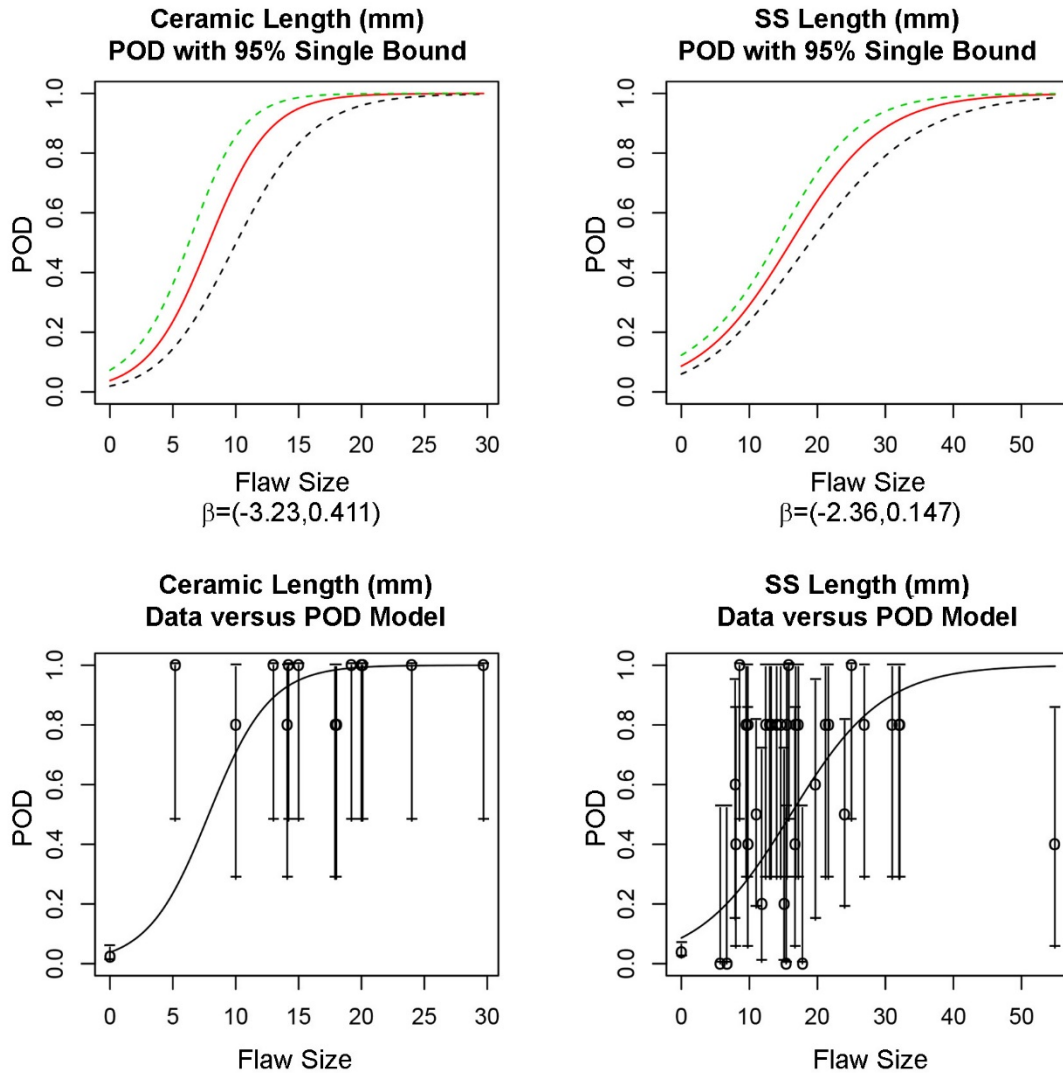 Ceramic Length (mm)
POD with 95% Single Bound
POD
0.0 0.2 0.4 0.6 0.8 1.0
0 5 10 15 20 25 30
Flaw Size
β=(-3.23,0.411)
SS Length (mm)
POD with 95% Single Bound
POD
0.0 0.2 0.4 0.6 0.8 1.0
0 10 20 30 40 50
Flaw Size
β=(-2.36,0.147)
Ceramic Length (mm)
Data versus POD Model
POD
0.0 0.2 0.4 0.6 0.8 1.0
0 5 10 15 20 25 30
Flaw Size
SS Length (mm)
Data versus POD Model
POD
0.0 0.2 0.4 0.6 0.8 1.0
0 10 20 30 40 50
Flaw Size